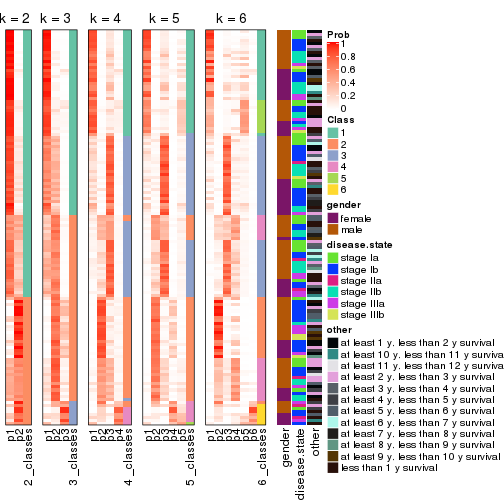 k = 2
k = 3
k = 4
k = 5
k = 6
Prob
1
0.8
0.6
0.4
0.2
0
Class
1
2
3
4
5
6
gender
female
male
disease.state
stage Ia
stage Ib
stage IIa
stage IIb
stage IIIa
stage IIIb
other
at least 1 y. less than 2 y survival
at least 10 y. less than 11 y survival
at least 11 y. less than 12 y survival
at least 2 y. less than 3 y survival
at least 3 y. less than 4 y survival
at least 4 y. less than 5 y survival
at least 5 y. less than 6 y survival
at least 6 y. less than 7 y survival
at least 7 y. less than 8 y survival
at least 8 y. less than 9 y survival
at least 9 y. less than 10 y survival
less than 1 y survival
p1
p2
2_classes
p1
p2
p3
3_classes
p1
p2
p3
p4
4_classes
p1
p2
p3
p4
p5
5_classes
p1
p2
p3
p4
p5
p6
6_classes
gender
disease.state
other